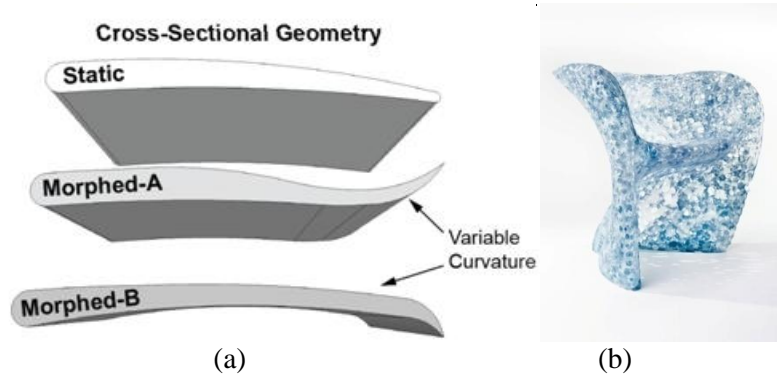 Cross-Sectional Geometry
Static
Morphed-A
Variable
Curvature
Morphed-B
(a)
(b)